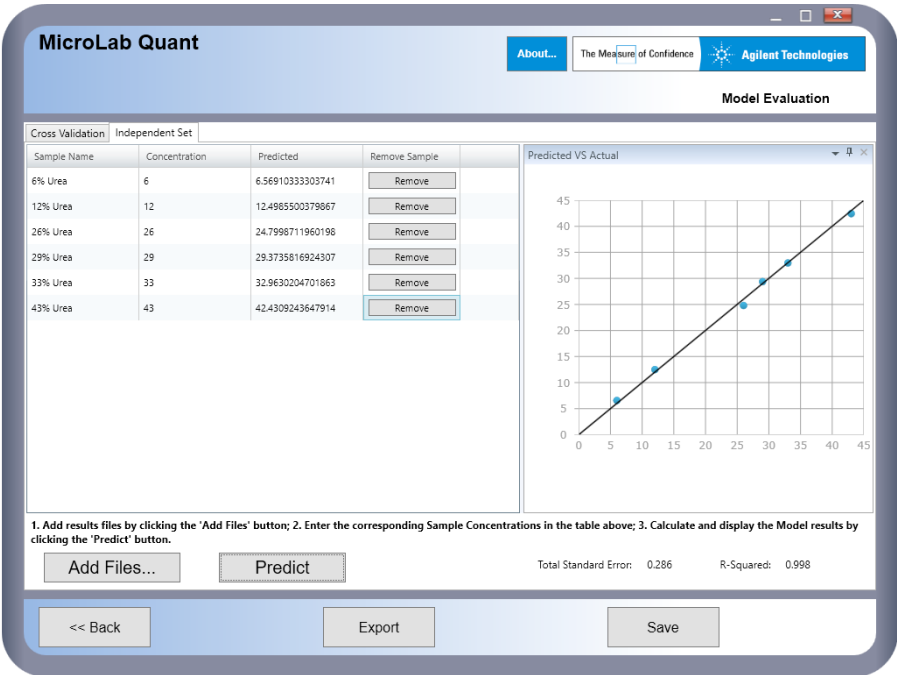 MicroLab Quant
About...
The Measure of Confidence
Agilent Technologies
Model Evaluation
Cross Validation Independent Set
Sample Name Concentration Predicted Remove Sample
6% Urea 6 6.56910333303741 Remove
12% Urea 12 12.4985500379867 Remove
26% Urea 26 24.7998711960198 Remove
29% Urea 29 29.3735816924307 Remove
33% Urea 33 32.9630204701863 Remove
43% Urea 43 42.4309243647914 Remove
Predicted VS Actual
45
40
35
30
25
20
15
10
5
0
0 5 10 15 20 25 30 35 40 45
1. Add results files by clicking the 'Add Files' button; 2. Enter the corresponding Sample Concentrations in the table above; 3. Calculate and display the Model results by
clicking the 'Predict' button.
Add Files... Predict Total Standard Error: 0.286 R-Squared: 0.998
<< Back Export Save